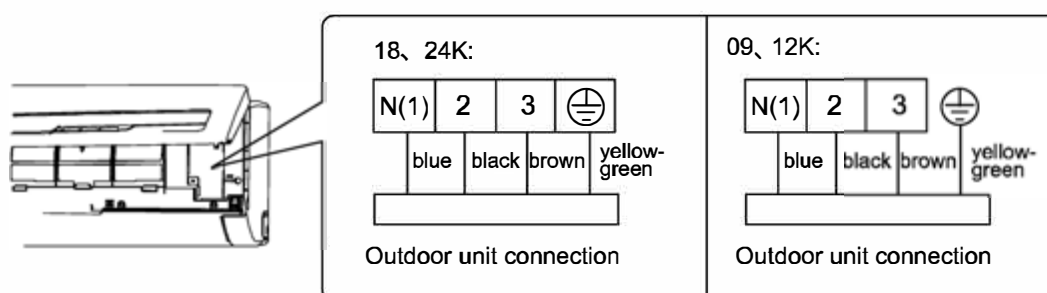 18、24K:
N(1) 2 3
blue black brown yellow-
green
Outdoor unit connection
09、12K:
N(1) 2 3
blue black brown yellow-
green
Outdoor unit connection